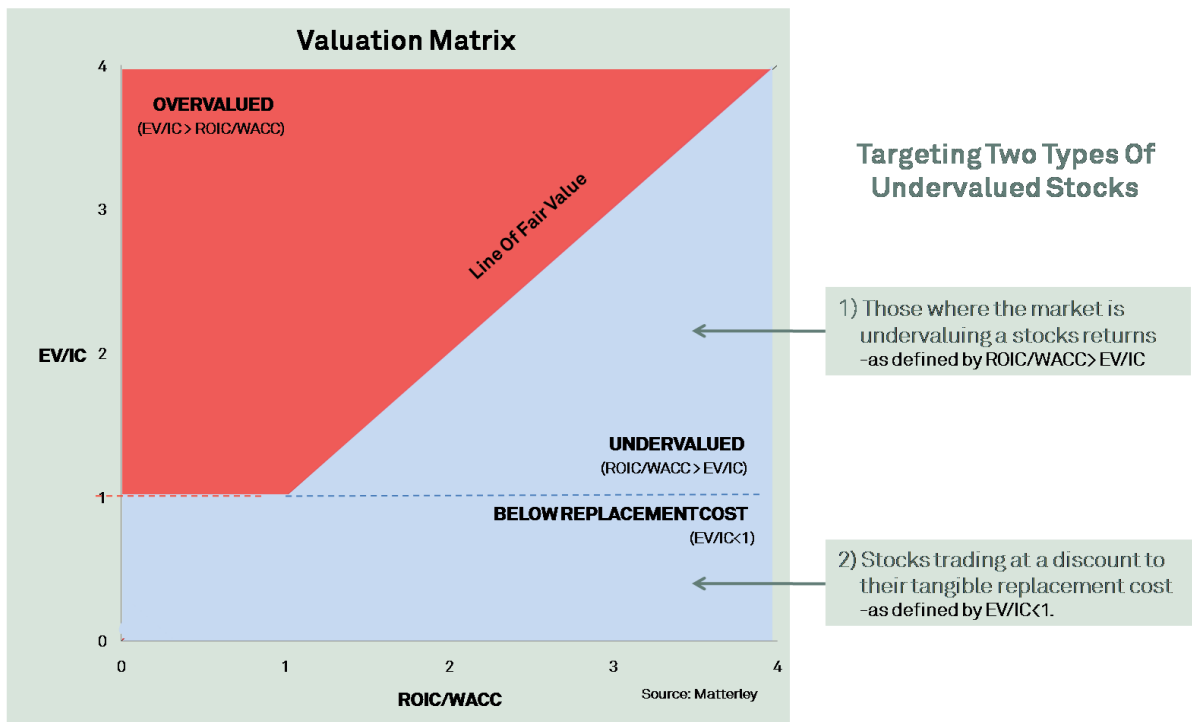 Valuation Matrix
4
OVERVALUED
(EV/IC > ROIC/WACC)
3
Line Of Fair Value
EV/IC
2
UNDERVALUED
(ROIC/WACC > EV/IC)
1
BELOW REPLACEMENT COST
(EV/IC<1)
0
0
1
2
3
4
ROIC/WACC
Source: Matterley
Targeting Two Types Of
Undervalued Stocks
1) Those where the market is
undervaluing a stocks returns
-as defined by ROIC/WACC> EV/IC
2) Stocks trading at a discount to
their tangible replacement cost
-as defined by EV/IC<1.